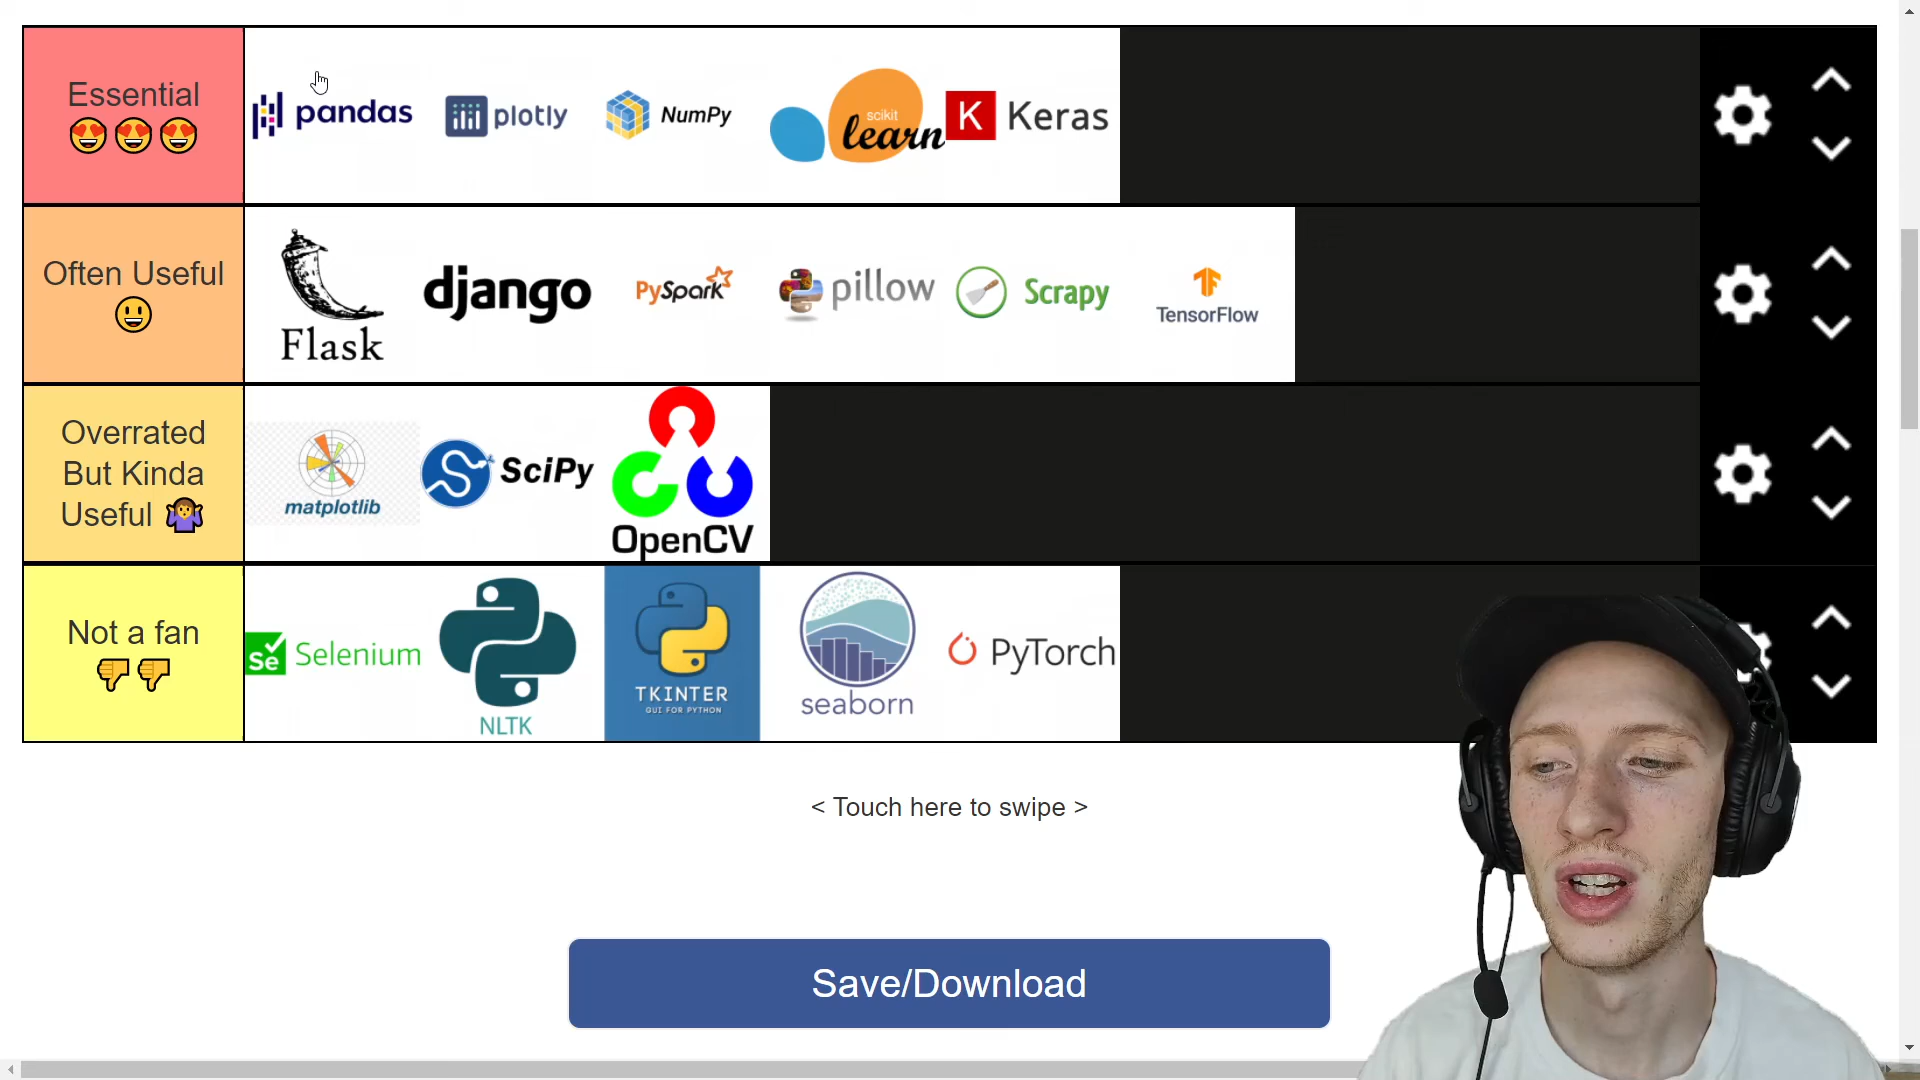 Essential
pandas
plotly
NumPy
scikit
learn
K Keras
Often Useful
Flask
django
PySpark
pillow
Scrapy
TensorFlow
Overrated
But Kinda
Useful
matplotlib
SciPy
OpenCV
Not a fan
Se Selenium
NLTK
TKINTER
GUI FOR PYTHON
seaborn
PyTorch
< Touch here to swipe >
Save/Download